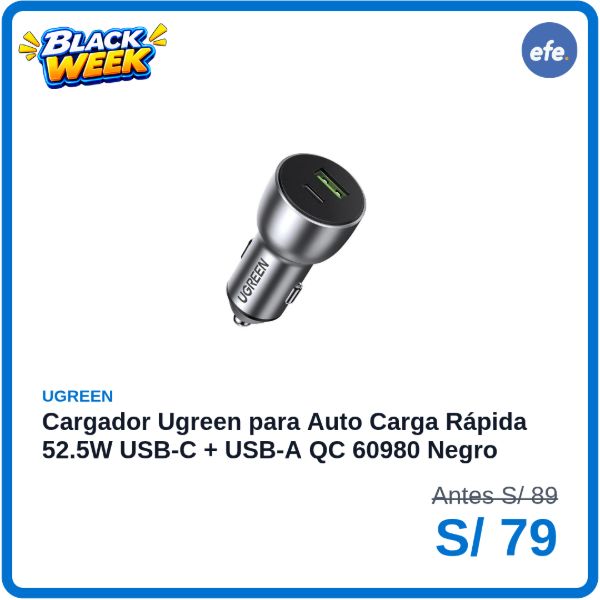 BLACK
WEEK
efe.
UGREEN
UGREEN
Cargador Ugreen para Auto Carga Rápida
52.5W USB-C + USB-A QC 60980 Negro
Antes S/ 89
S/ 79